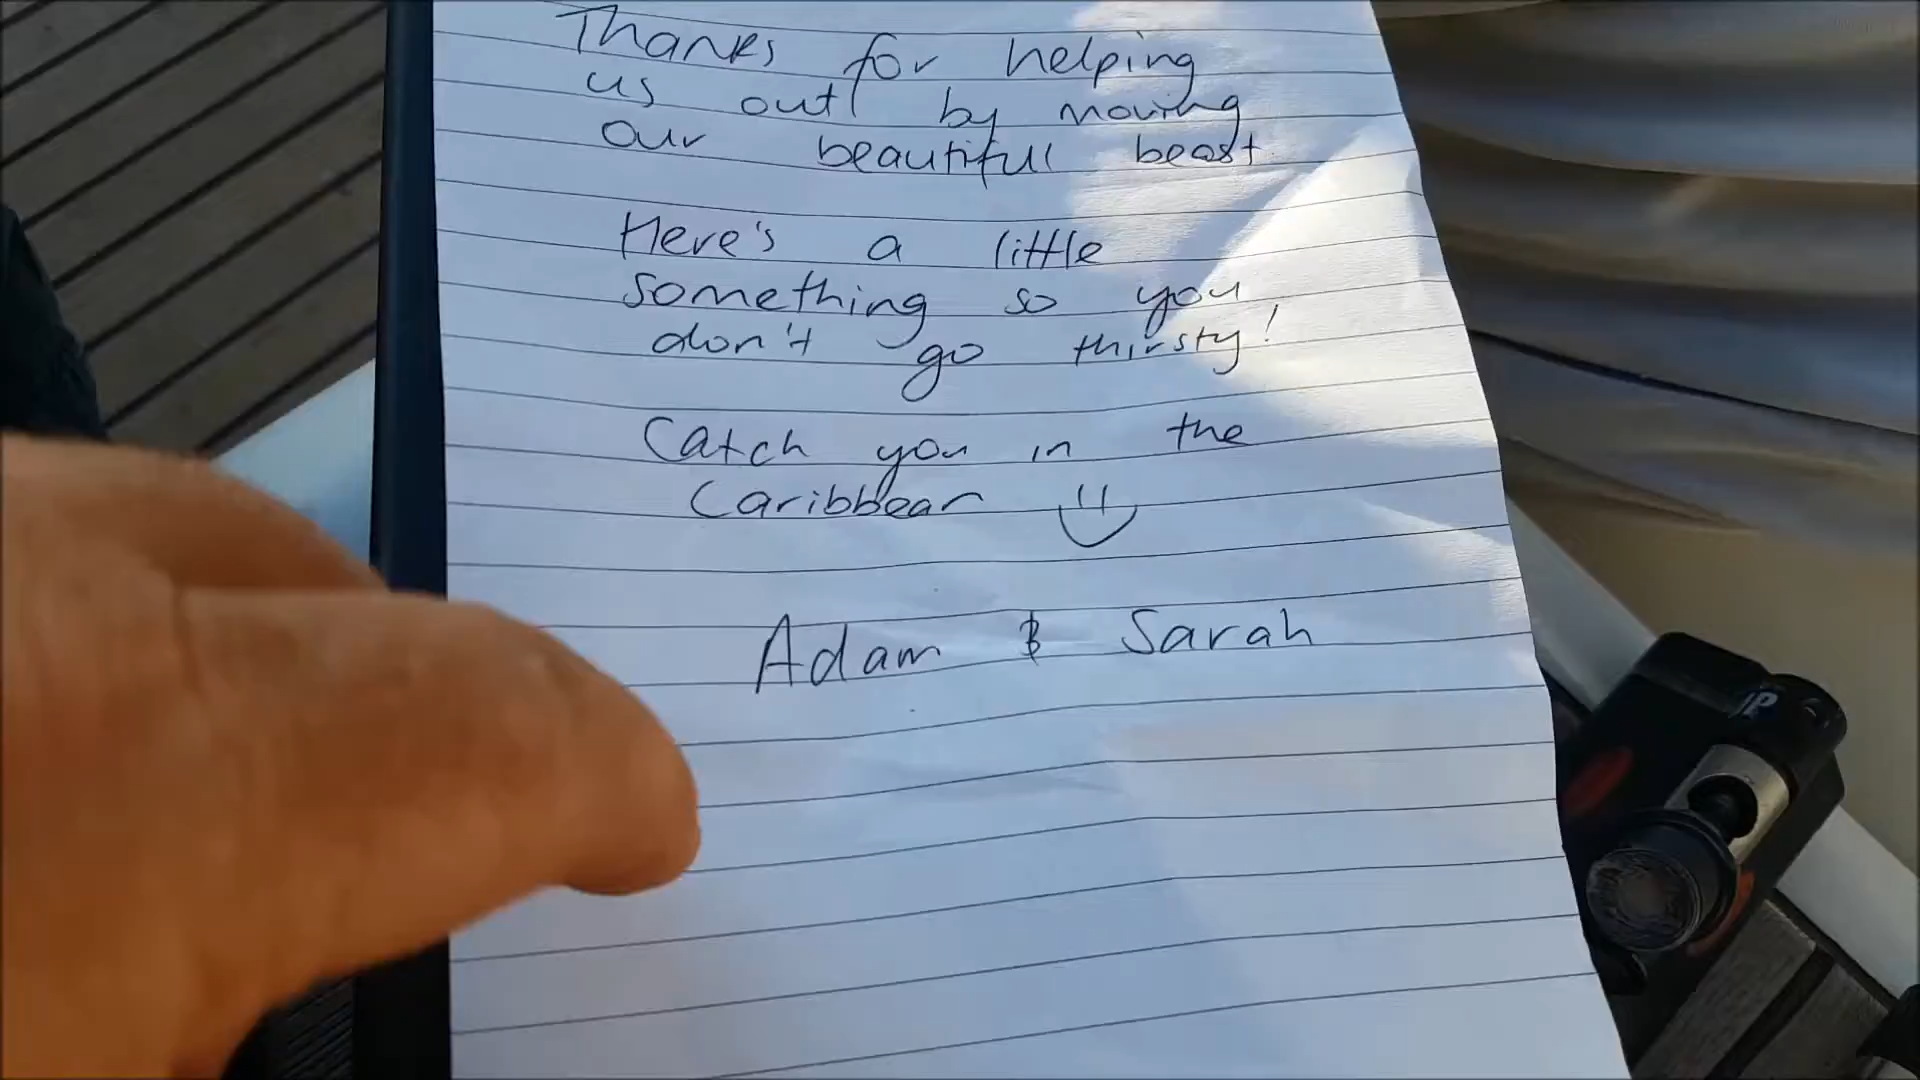 Thanks for helping
us out by moving
our beautiful beast
Here's a little
something so you
don't go thirsty!
Catch you in the
Caribbean
Adam & Sarah